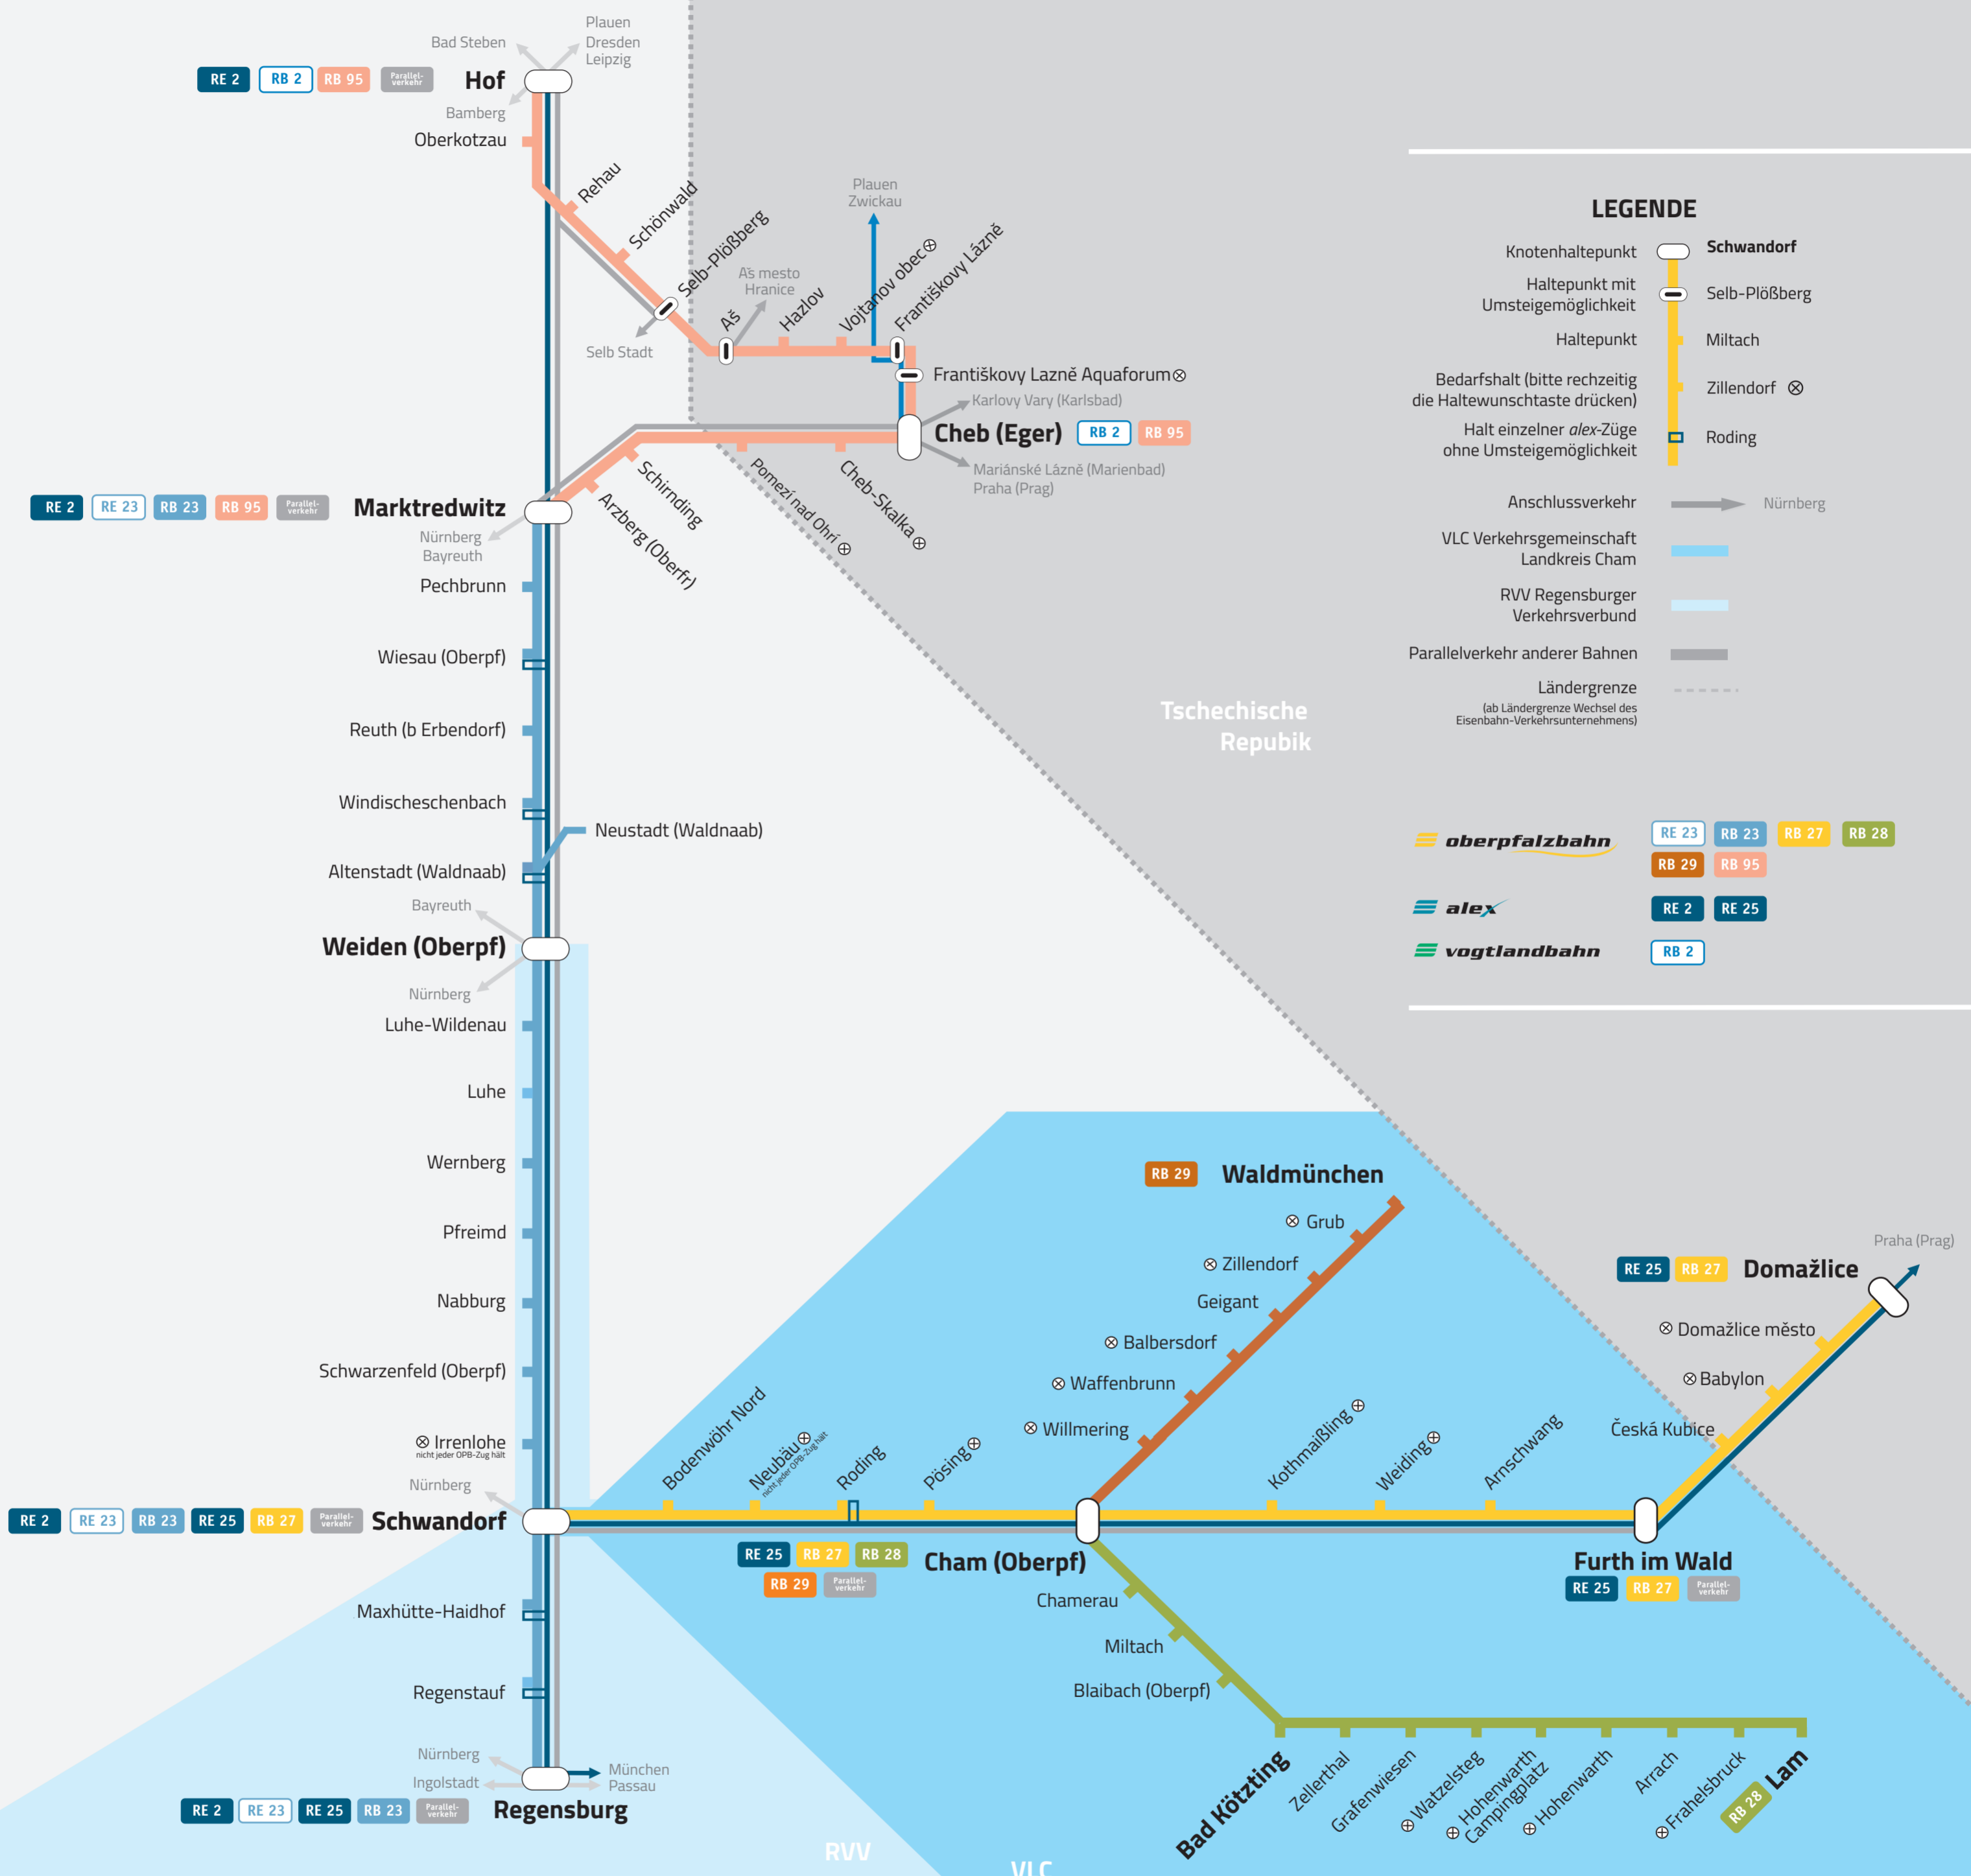 Plauen
Dresden
Leipzig
Bad Steben
RE 2
RB 2
RB 95
Parallel-
verkehr
Hof
Bamberg
Oberkotzau
Rehau
Schönwald
Selb-Plößberg
Selb Stadt
Aš
Aš mesto
Hranice
Hazlov
Vojtanov obec
Plauen
Zwickau
Františkovy Lázně
Františkovy Lazně Aquaforum
Karlovy Vary (Karlsbad)
Cheb (Eger)
RB 2
RB 95
Mariánské Lázně (Marienbad)
Praha (Prag)
Cheb-Skalka
Pomezí nad Ohrí
Schirnding
Arzberg (Oberfr)
RE 2
RE 23
RB 23
RB 95
Parallel-
verkehr
Marktredwitz
Nürnberg
Bayreuth
Pechbrunn
Wiesau (Oberpf)
Reuth (b Erbendorf)
Windischeschenbach
Neustadt (Waldnaab)
Altenstadt (Waldnaab)
Bayreuth
Weiden (Oberpf)
Nürnberg
Luhe-Wildenau
Luhe
Wernberg
Pfreimd
Nabburg
Schwarzenfeld (Oberpf)
Irrenlohe
nicht jeder OPB-Zug hält
Nürnberg
RE 2
RE 23
RB 23
RE 25
RB 27
Parallel-
verkehr
Schwandorf
Maxhütte-Haidhof
Regenstauf
Nürnberg
Ingolstadt
München
Passau
RE 2
RE 23
RE 25
RB 23
Parallel-
verkehr
Regensburg
Bodenwöhr Nord
Neubäu
nicht jeder OPB-Zug hält
Roding
Pösing
RE 25
RB 27
RB 28
RB 29
Parallel-
verkehr
Cham (Oberpf)
RB 29
Waldmünchen
Grub
Zillendorf
Geigant
Balbersdorf
Waffenbrunn
Willmering
Kothmaißling
Weiding
Arnschwang
Furth im Wald
RE 25
RB 27
Parallel-
verkehr
Praha (Prag)
RE 25
RB 27
Domažlice
Domažlice město
Babylon
Česká Kubice
Chamerau
Miltach
Blaibach (Oberpf)
Bad Kötzting
Zellerthal
Grafenwiesen
Watzelsteg
Hohenwarth
Campingplatz
Hohenwarth
Arrach
Frahelsbruck
RB 28
Lam
RVV
VLC
Tschechische
Repubik
LEGENDE
Knotenhaltepunkt
Schwandorf
Haltepunkt mit
Umsteigemöglichkeit
Selb-Plößberg
Haltepunkt
Miltach
Bedarfshalt (bitte rechzeitig
die Haltewunschtaste drücken)
Zillendorf
Halt einzelner alex-Züge
ohne Umsteigemöglichkeit
Roding
Anschlussverkehr
Nürnberg
VLC Verkehrsgemeinschaft
Landkreis Cham
RVV Regensburger
Verkehrsverbund
Parallelverkehr anderer Bahnen
Ländergrenze
(ab Ländergrenze Wechsel des
Eisenbahn-Verkehrsunternehmens)
oberpfalzbahn
RE 23
RB 23
RB 27
RB 28
RB 29
RB 95
alex
RE 2
RE 25
vogtlandbahn
RB 2